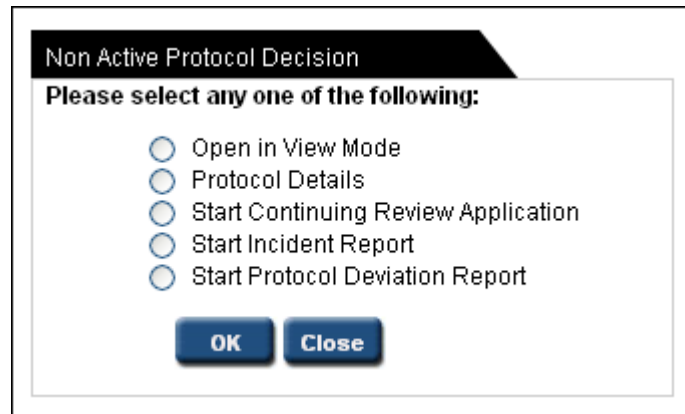 Non Active Protocol Decision
Please select any one of the following:
Open in View Mode
Protocol Details
Start Continuing Review Application
Start Incident Report
Start Protocol Deviation Report
OK Close